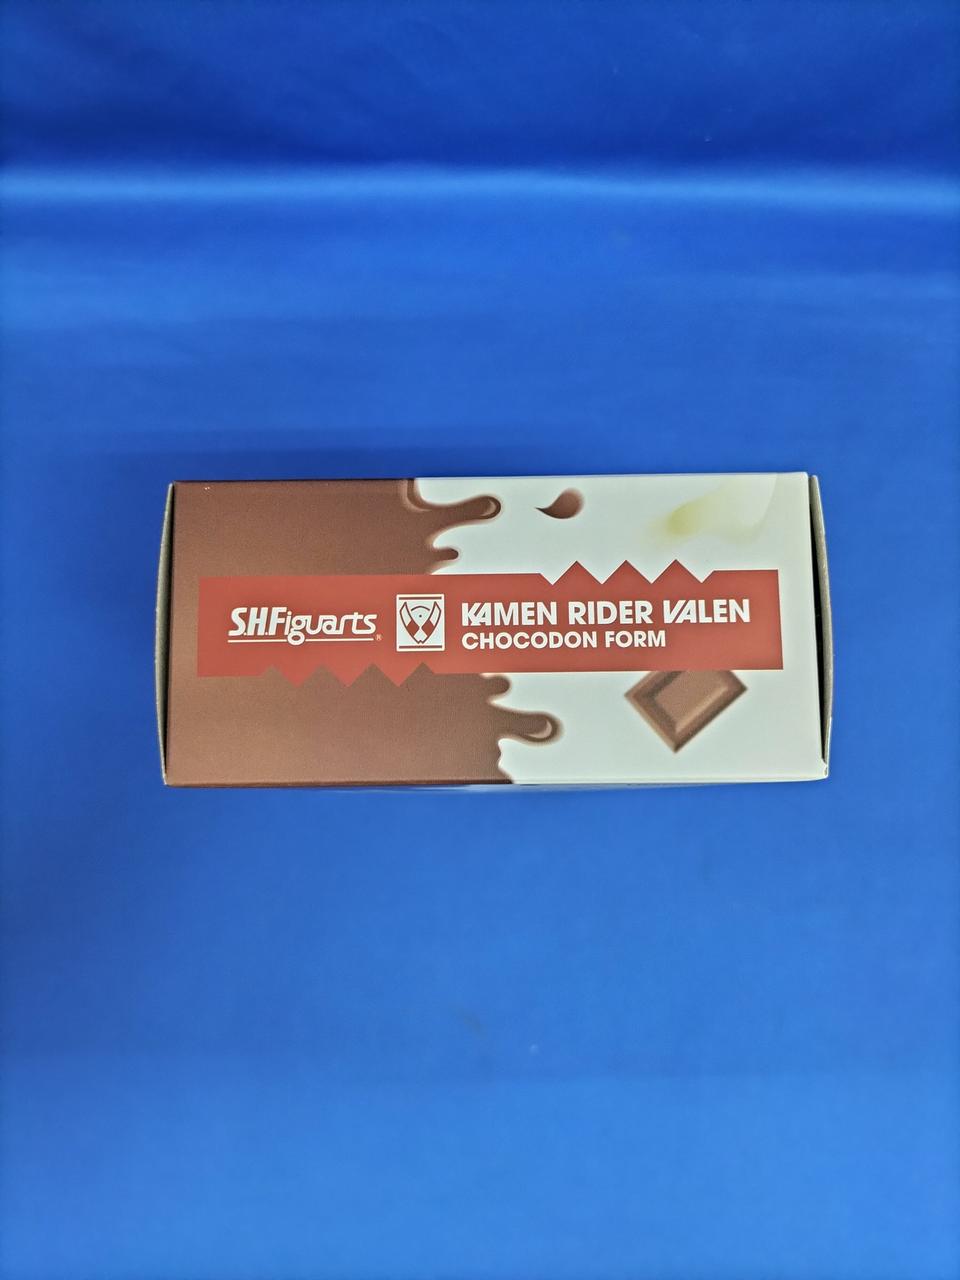 S.H.Figuarts®
KAMEN RIDER VALEN
CHOCODON FORM